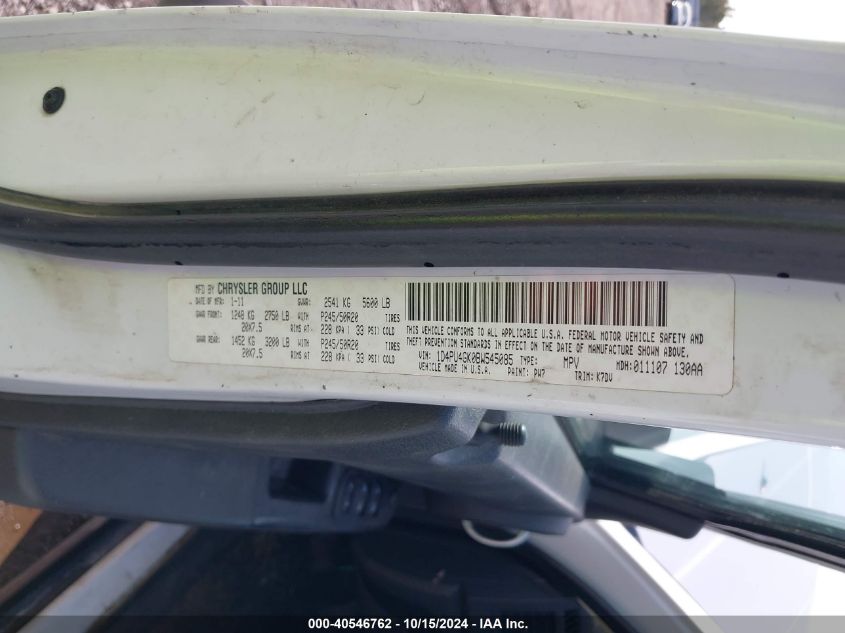 MFD BY CHRYSLER GROUP LLC
DATE OF MFR: 1-11 GVWR: 2541 KG 5600 LB
GAWR FRONT: 1248 KG 2750 LB WITH P245/50R20 TIRES
20X7.5 RIMS AT 228 KPA( 33 PSI) COLD
GAWR REAR: 1452 KG 3200 LB WITH P245/50R20 TIRES
20X7.5 RIMS AT 228 KPA( 33 PSI) COLD
THIS VEHICLE CONFORMS TO ALL APPLICABLE U.S.A. FEDERAL MOTOR VEHICLE SAFETY AND
THEFT PREVENTION STANDARDS IN EFFECT ON THE DATE OF MANUFACTURE SHOWN ABOVE.
VIN: 1D4PU4GK0BW545085 TYPE: MPV MDH:011107 130AA
MADE IN U.S.A. PAINT: PW7 TRIM: K7DV
000-40546762 - 10/15/2024 - IAA Inc.